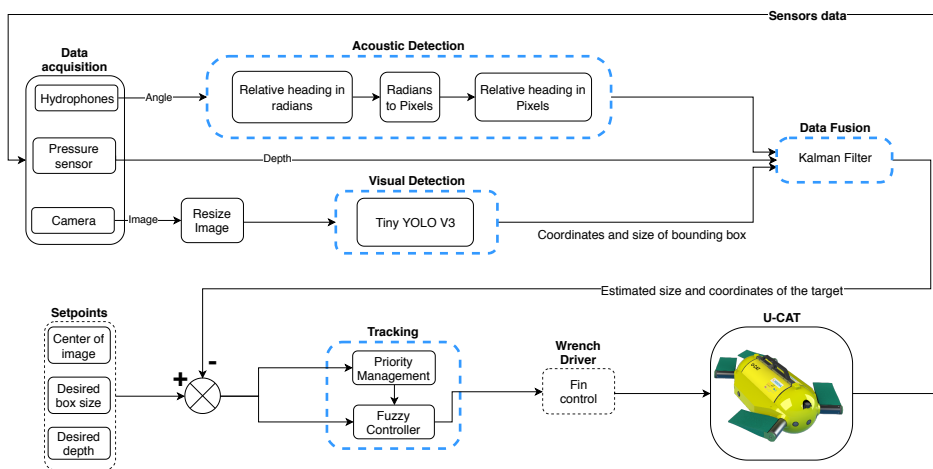 Sensors data
Acoustic Detection
Data
acquisition
Hydrophones
Angle
Relative heading in
radians
Radians
to Pixels
Relative heading in
Pixels
Data Fusion
Kalman Filter
Pressure
sensor
Depth
Visual Detection
Camera
Image
Resize
Image
Tiny YOLO V3
Coordinates and size of bounding box
Estimated size and coordinates of the target
Setpoints
Center of
image
Desired
box size
Desired
depth
+
-
Tracking
Priority
Management
Fuzzy
Controller
Wrench
Driver
Fin
control
U-CAT